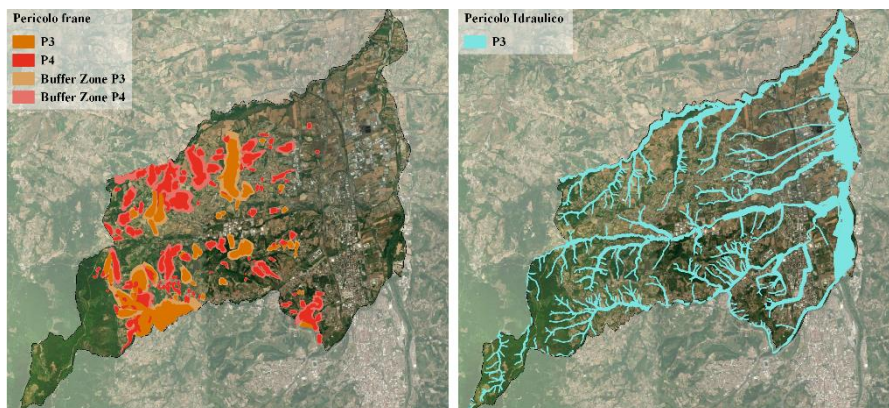 Pericolo frane
P3
P4
Buffer Zone P3
Buffer Zone P4
Pericolo Idraulico
P3